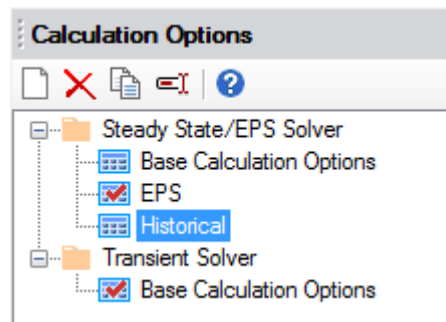 Calculation Options
Steady State/EPS Solver
Base Calculation Options
EPS
Historical
Transient Solver
Base Calculation Options